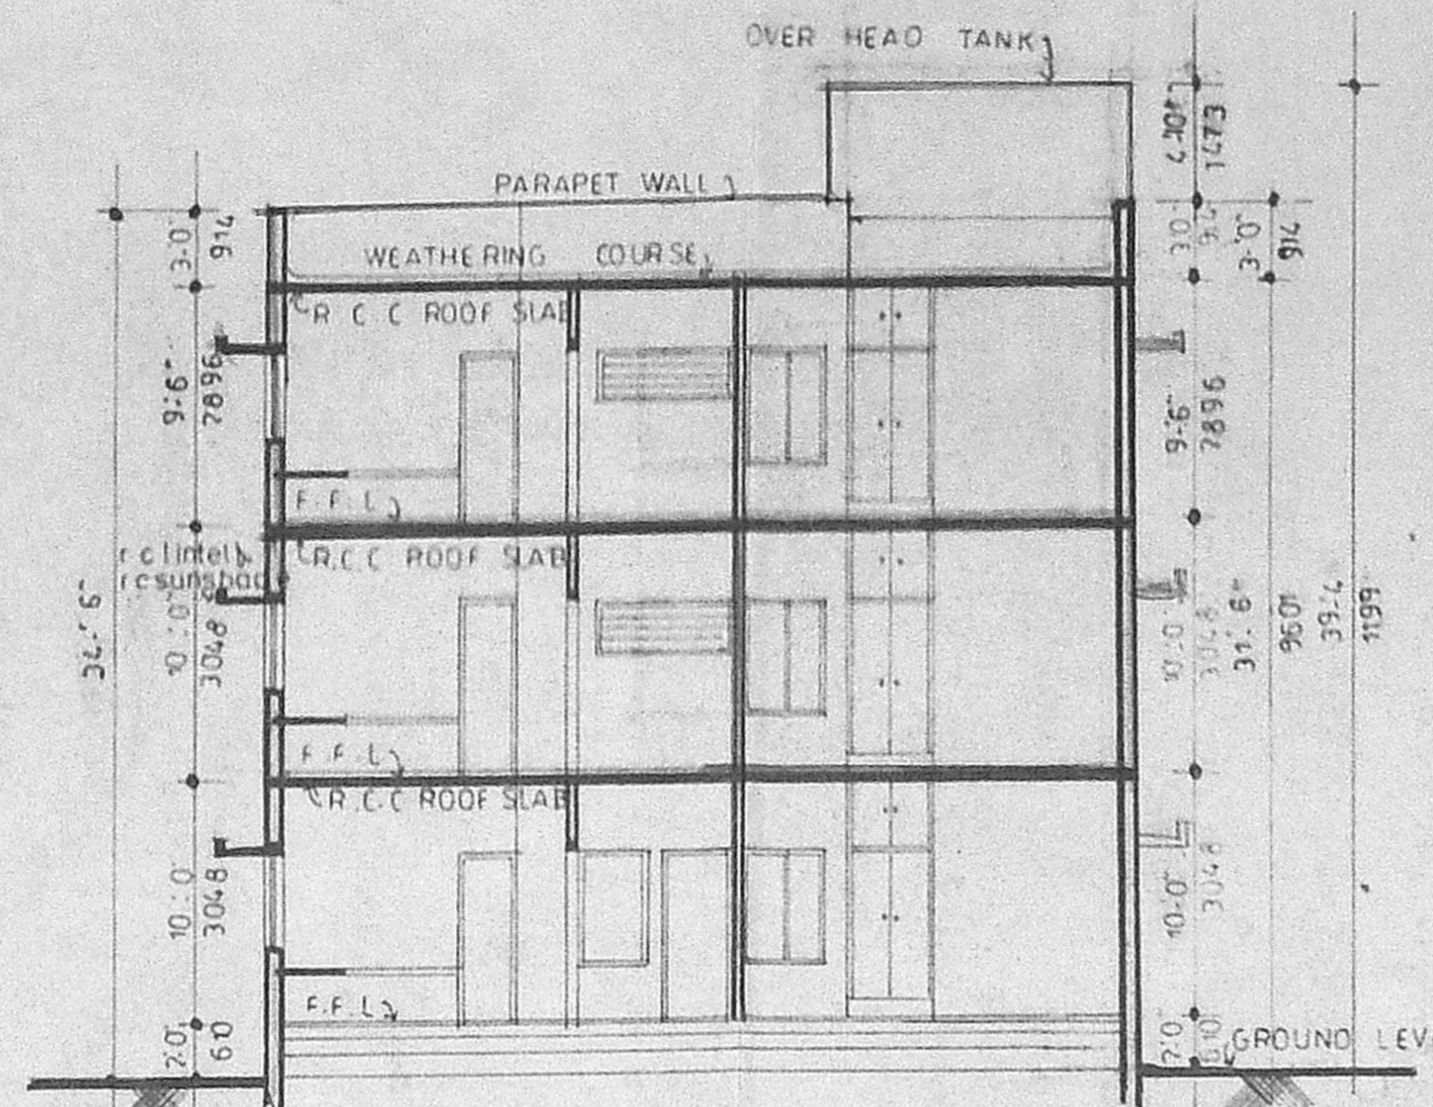 OVER HEAD TANK
4'-10"
1473
PARAPET WALL
3-0"
914
3'0"
914
3-0"
914
WEATHERING COURSE
R C C ROOF SLAB
9'-6"
2896
9-6"
2896
F.F.L
r c lintel &
rc sunshade
R.C.C ROOF SLAB
34'-6"
10'.0"
3048
10'.0
3048
31'.6"
9601
39-4
1199
F.F.L
R.C.C ROOF SLAB
10'.0"
3048
10-0"
3048
F.F.L
2'0"
610
2'0"
610
GROUND LEV